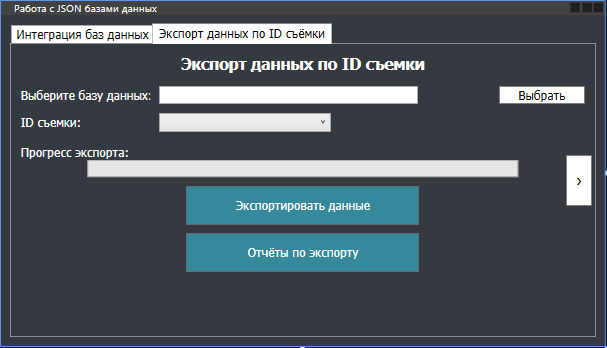 Работа с JSON базами данных
Интеграция баз данных Экспорт данных по ID съёмки
Экспорт данных по ID съемки
Выберите базу данных: Выбрать
ID съемки:
Прогресс экспорта:
›
Экспортировать данные
Отчёты по экспорту